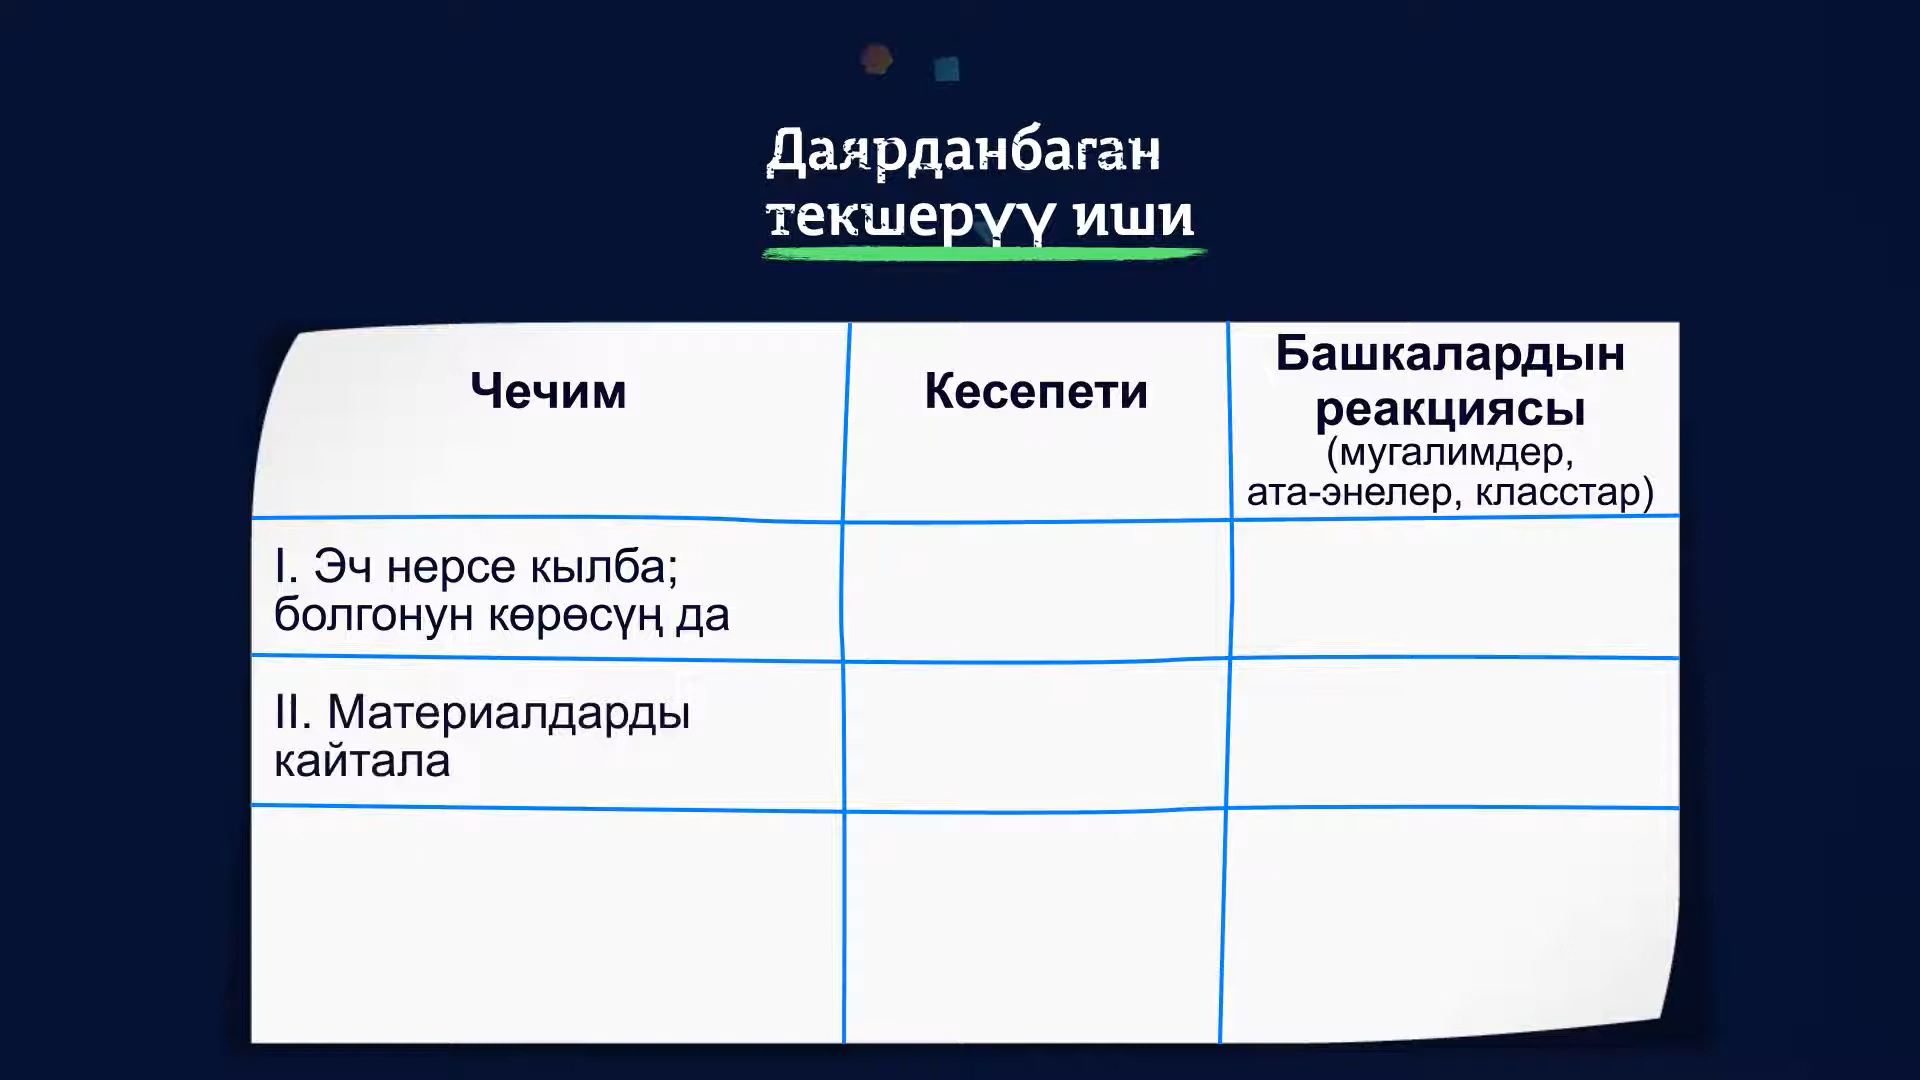 Даярданбаган
текшерүү иши
Чечим
Кесепети
Башкалардын
реакциясы
(мугалимдер,
ата-энелер, класстар)
I. Эч нерсе кылба;
болгонун көрөсүң да
II. Материалдарды
кайтала